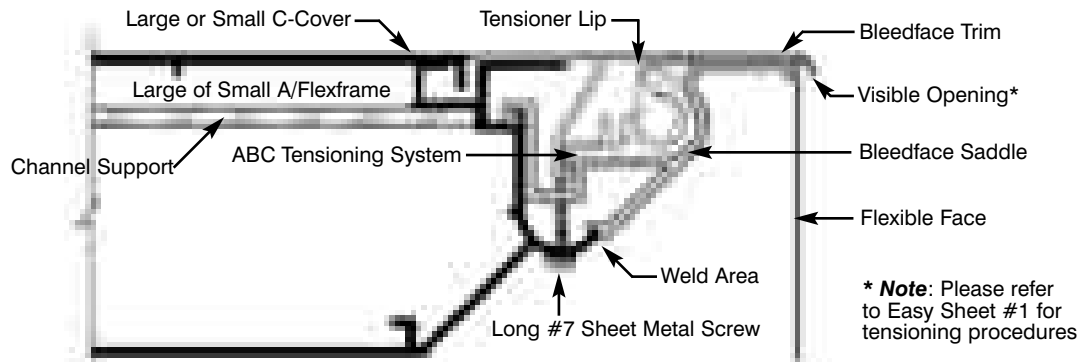 Large or Small C-Cover
Tensioner Lip
Bleedface Trim
Large of Small A/Flexframe
Visible Opening*
ABC Tensioning System
Bleedface Saddle
Channel Support
Flexible Face
Weld Area
Long #7 Sheet Metal Screw
* Note: Please refer
to Easy Sheet #1 for
tensioning procedures